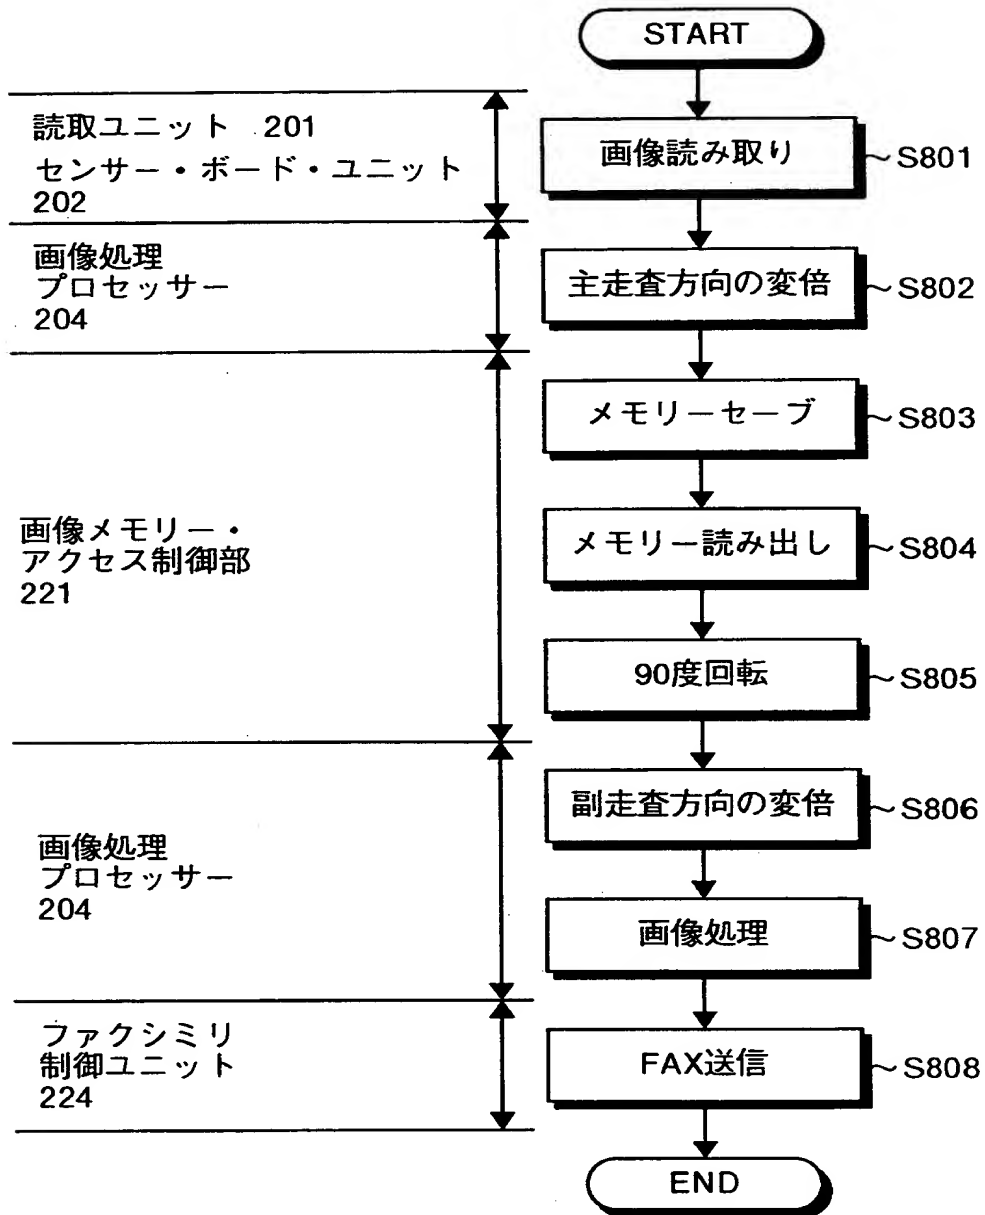 START
読取ユニット 201
センサー・ボード・ユニット
202
画像読み取り
S801
画像処理
プロセッサー
204
主走査方向の変倍
S802
画像メモリー・
アクセス制御部
221
メモリーセーブ
S803
メモリー読み出し
S804
90度回転
S805
画像処理
プロセッサー
204
副走査方向の変倍
S806
画像処理
S807
ファクシミリ
制御ユニット
224
FAX送信
S808
END